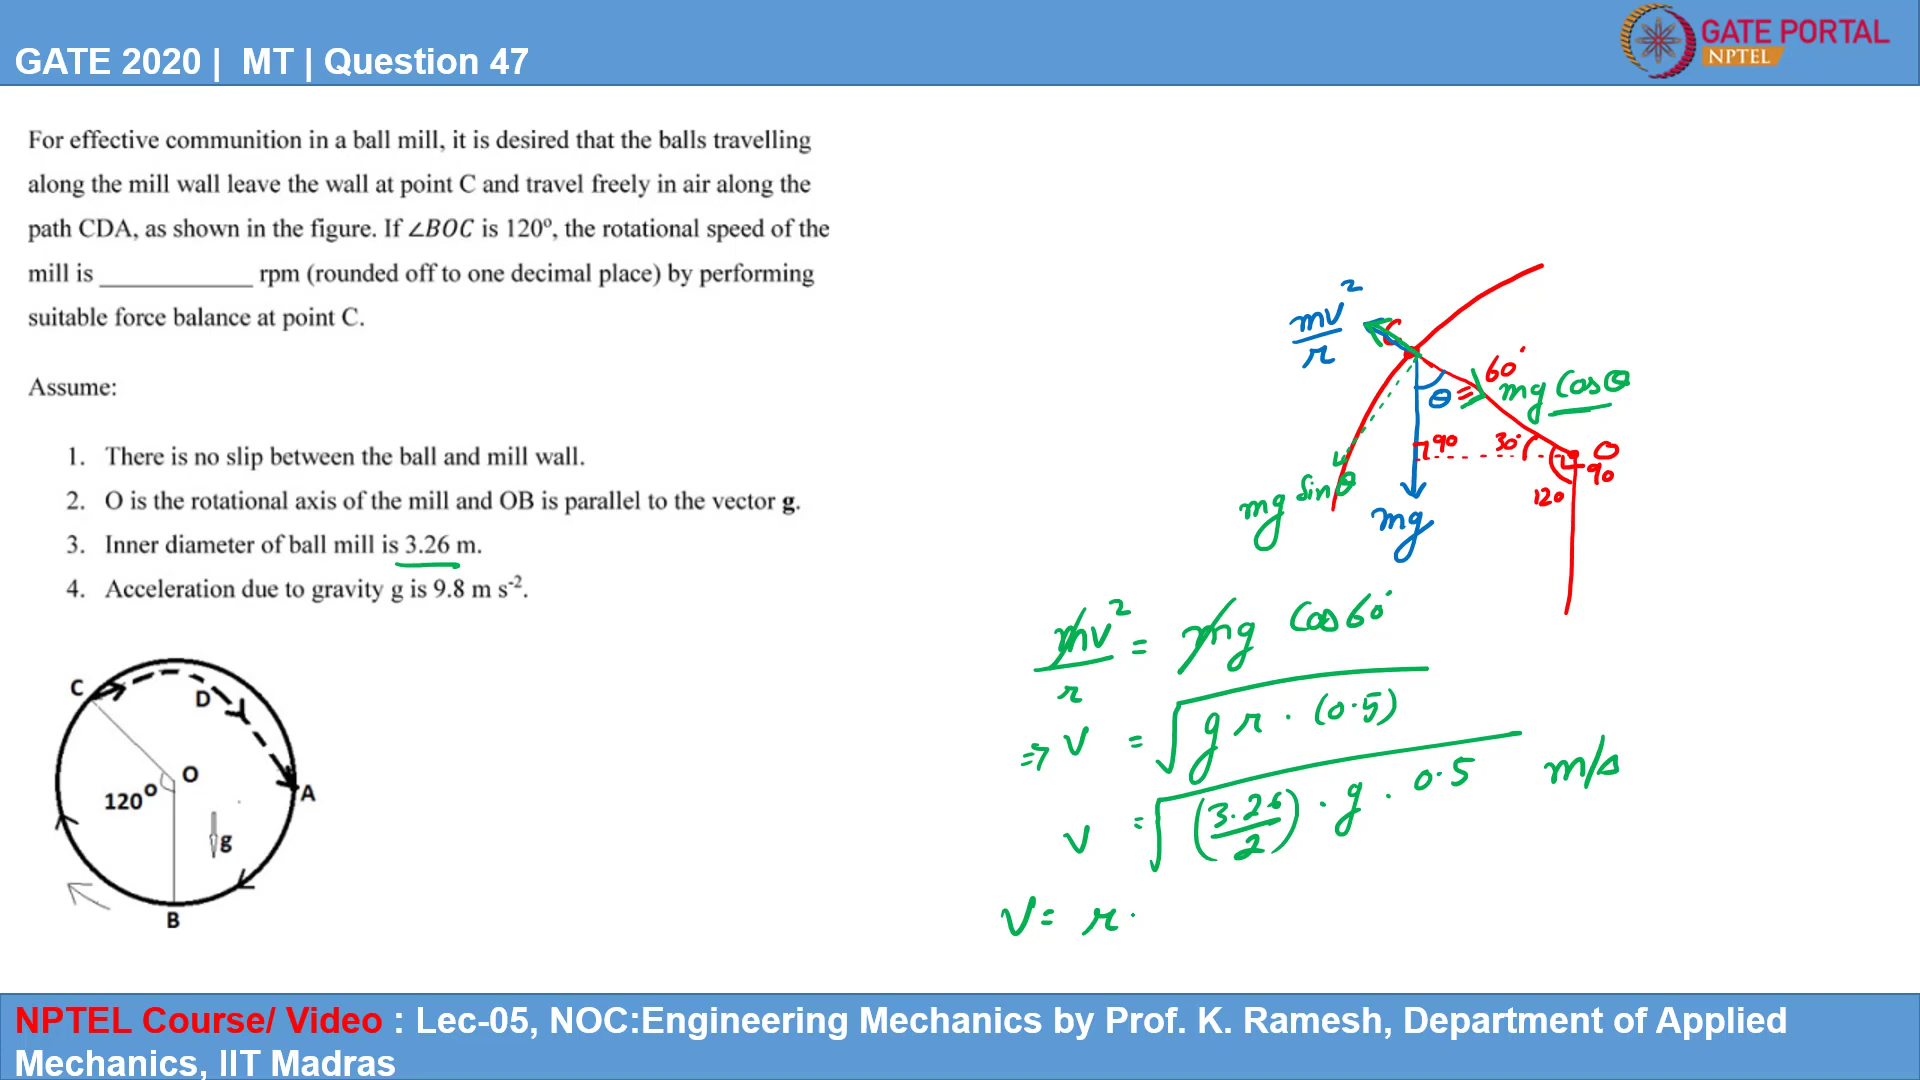 GATE 2020 | MT | Question 47
GATE PORTAL
NPTEL
For effective communition in a ball mill, it is desired that the balls travelling
along the mill wall leave the wall at point C and travel freely in air along the
path CDA, as shown in the figure. If ∠BOC is 120°, the rotational speed of the
mill is ____________ rpm (rounded off to one decimal place) by performing
suitable force balance at point C.
Assume:
1. There is no slip between the ball and mill wall.
2. O is the rotational axis of the mill and OB is parallel to the vector g.
3. Inner diameter of ball mill is 3.26 m.
4. Acceleration due to gravity g is 9.8 m s⁻².
C
D
O
120°
A
g
B
mv²/r
C
60°
θ =
mg cosθ
90
30°
O
90
120
mg sinθ
mg
mv²/r = mg cos60°
⇒ v = √(g r · (0.5))
v = √((3.26/2) · g · 0.5) m/s
v = r ·
NPTEL Course/ Video : Lec-05, NOC:Engineering Mechanics by Prof. K. Ramesh, Department of Applied
Mechanics, IIT Madras